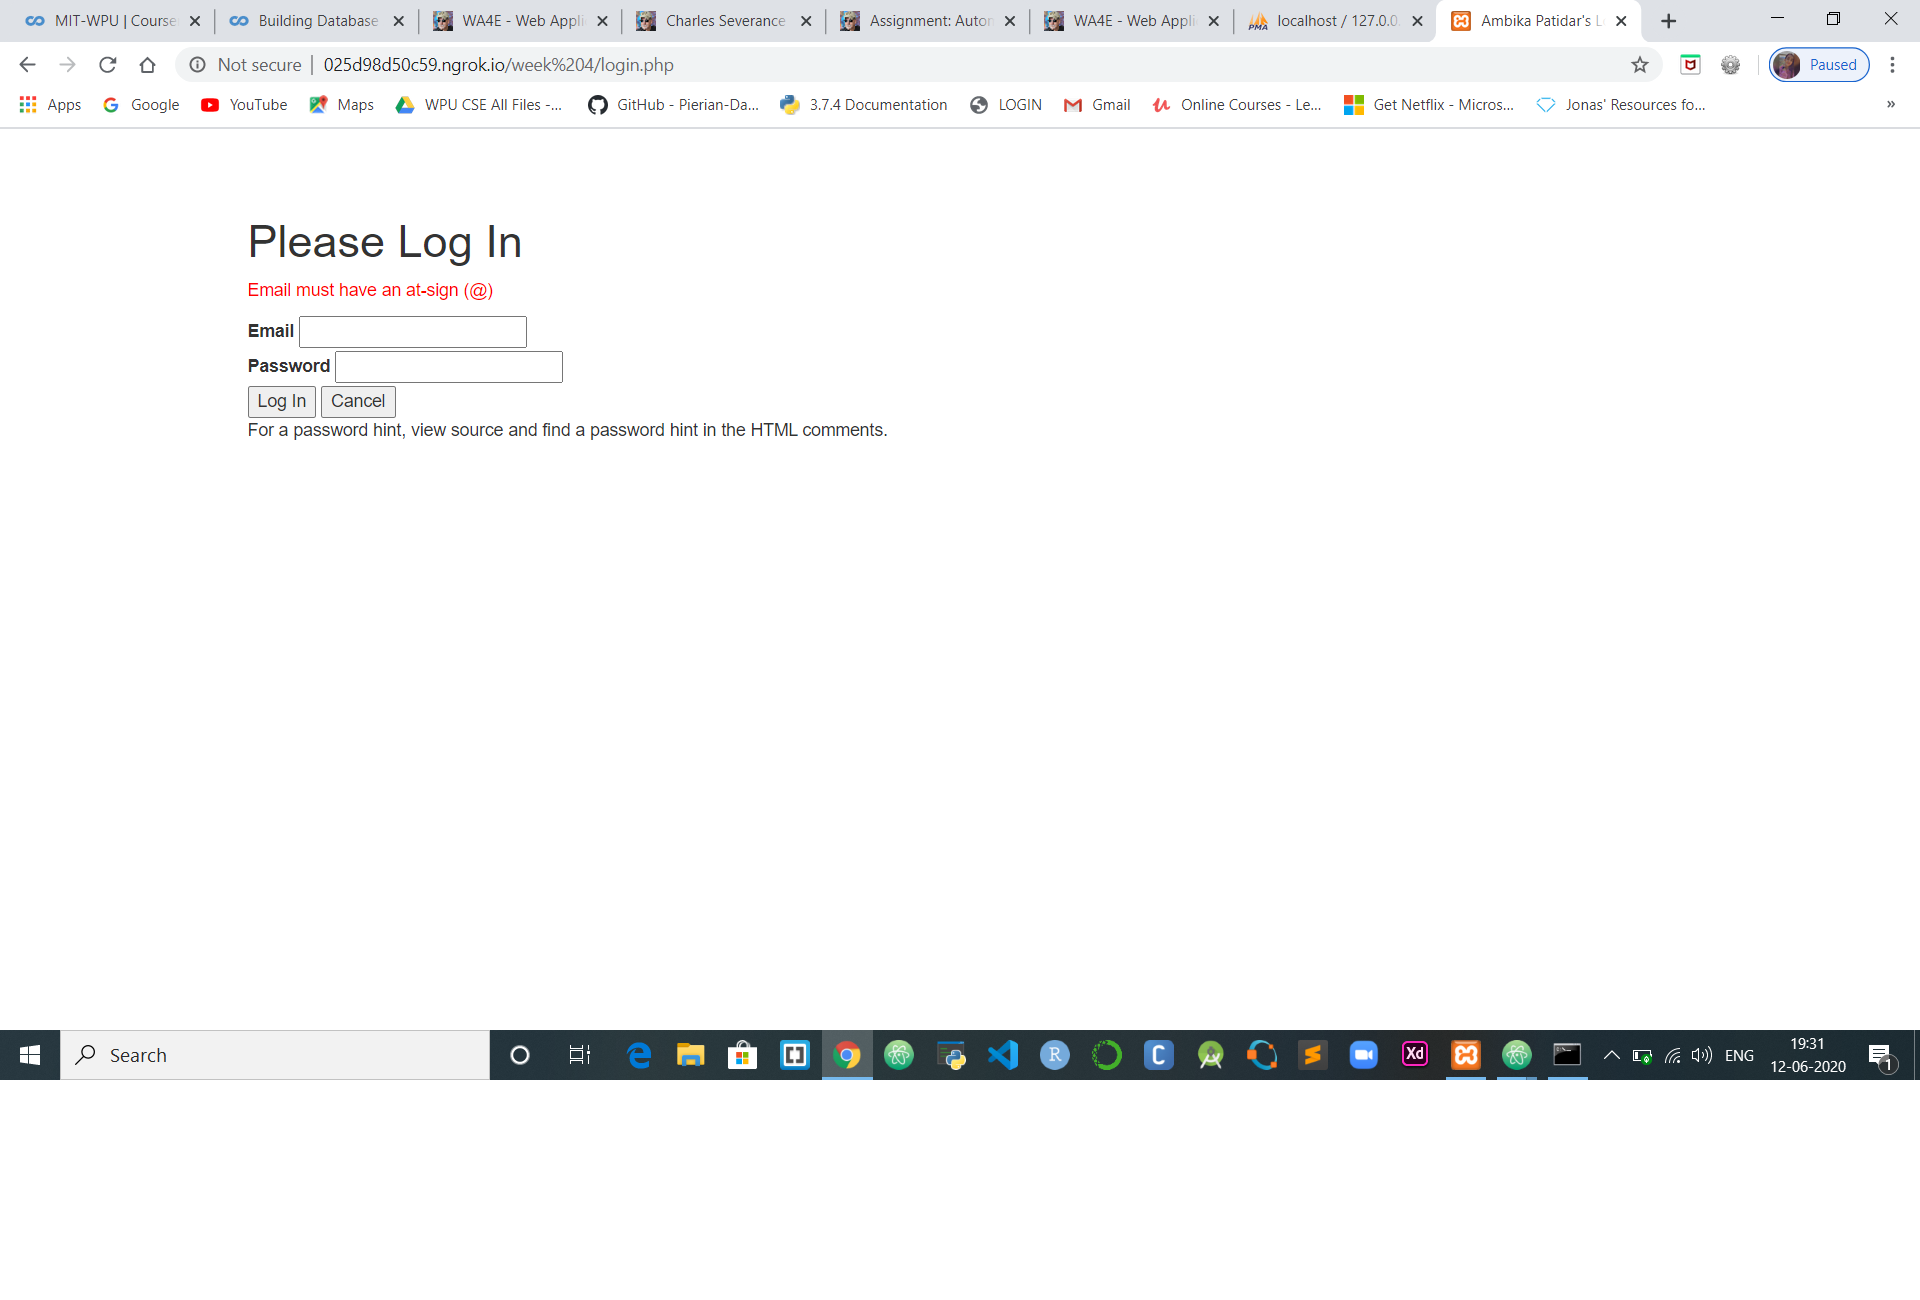 MIT-WPU | Course
Building Database
WA4E - Web Appli
Charles Severance
Assignment: Autom
WA4E - Web Appli
PMA
localhost / 127.0.0.
Ambika Patidar's L
Not secure | 025d98d50c59.ngrok.io/week%204/login.php
Paused
Apps
Google
YouTube
Maps
WPU CSE All Files -...
GitHub - Pierian-Da...
3.7.4 Documentation
LOGIN
Gmail
Online Courses - Le...
Get Netflix - Micros...
Jonas' Resources fo...
»
Please Log In
Email must have an at-sign (@)
Email
Password
Log In Cancel
For a password hint, view source and find a password hint in the HTML comments.
Search
R
C
Xd
ENG
19:31
12-06-2020
1